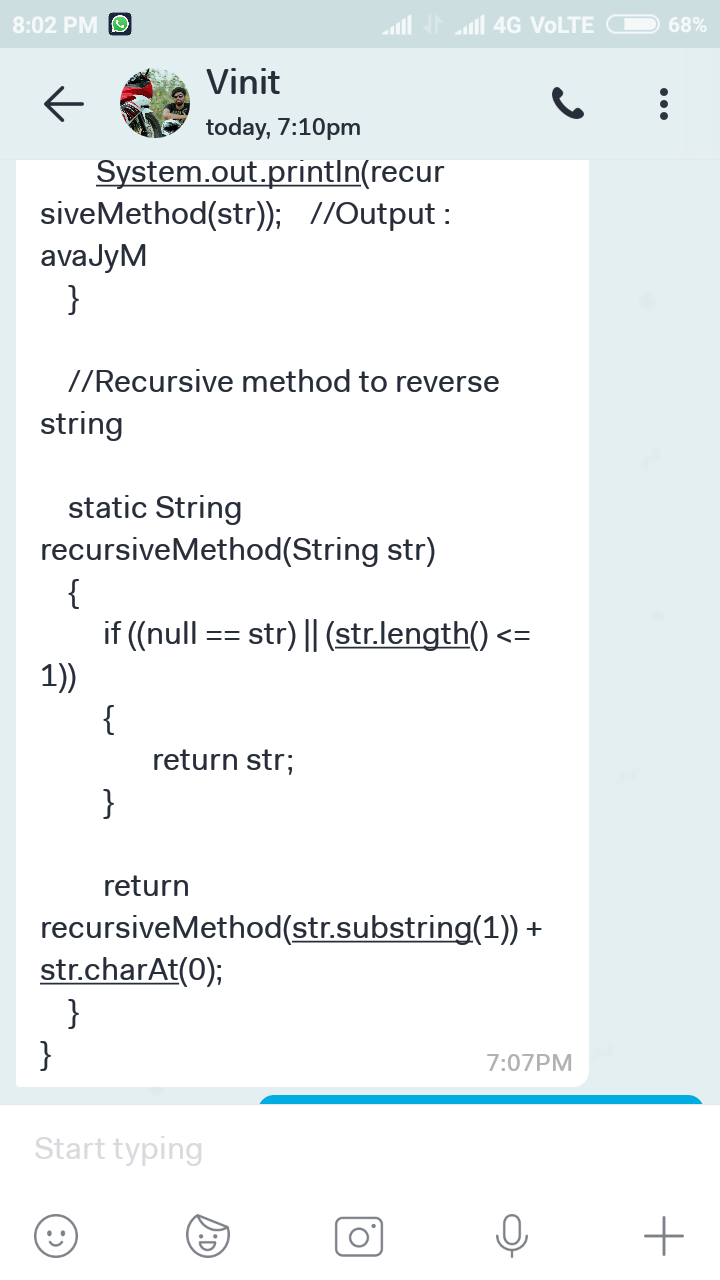 8:02 PM 4G VoLTE 68%
Vinit
today, 7:10pm
System.out.println(recur
siveMethod(str)); //Output :
avaJyM
}
//Recursive method to reverse
string
static String
recursiveMethod(String str)
{
if ((null == str) || (str.length() <=
1))
{
return str;
}
return
recursiveMethod(str.substring(1)) +
str.charAt(0);
}
}
7:07PM
Start typing